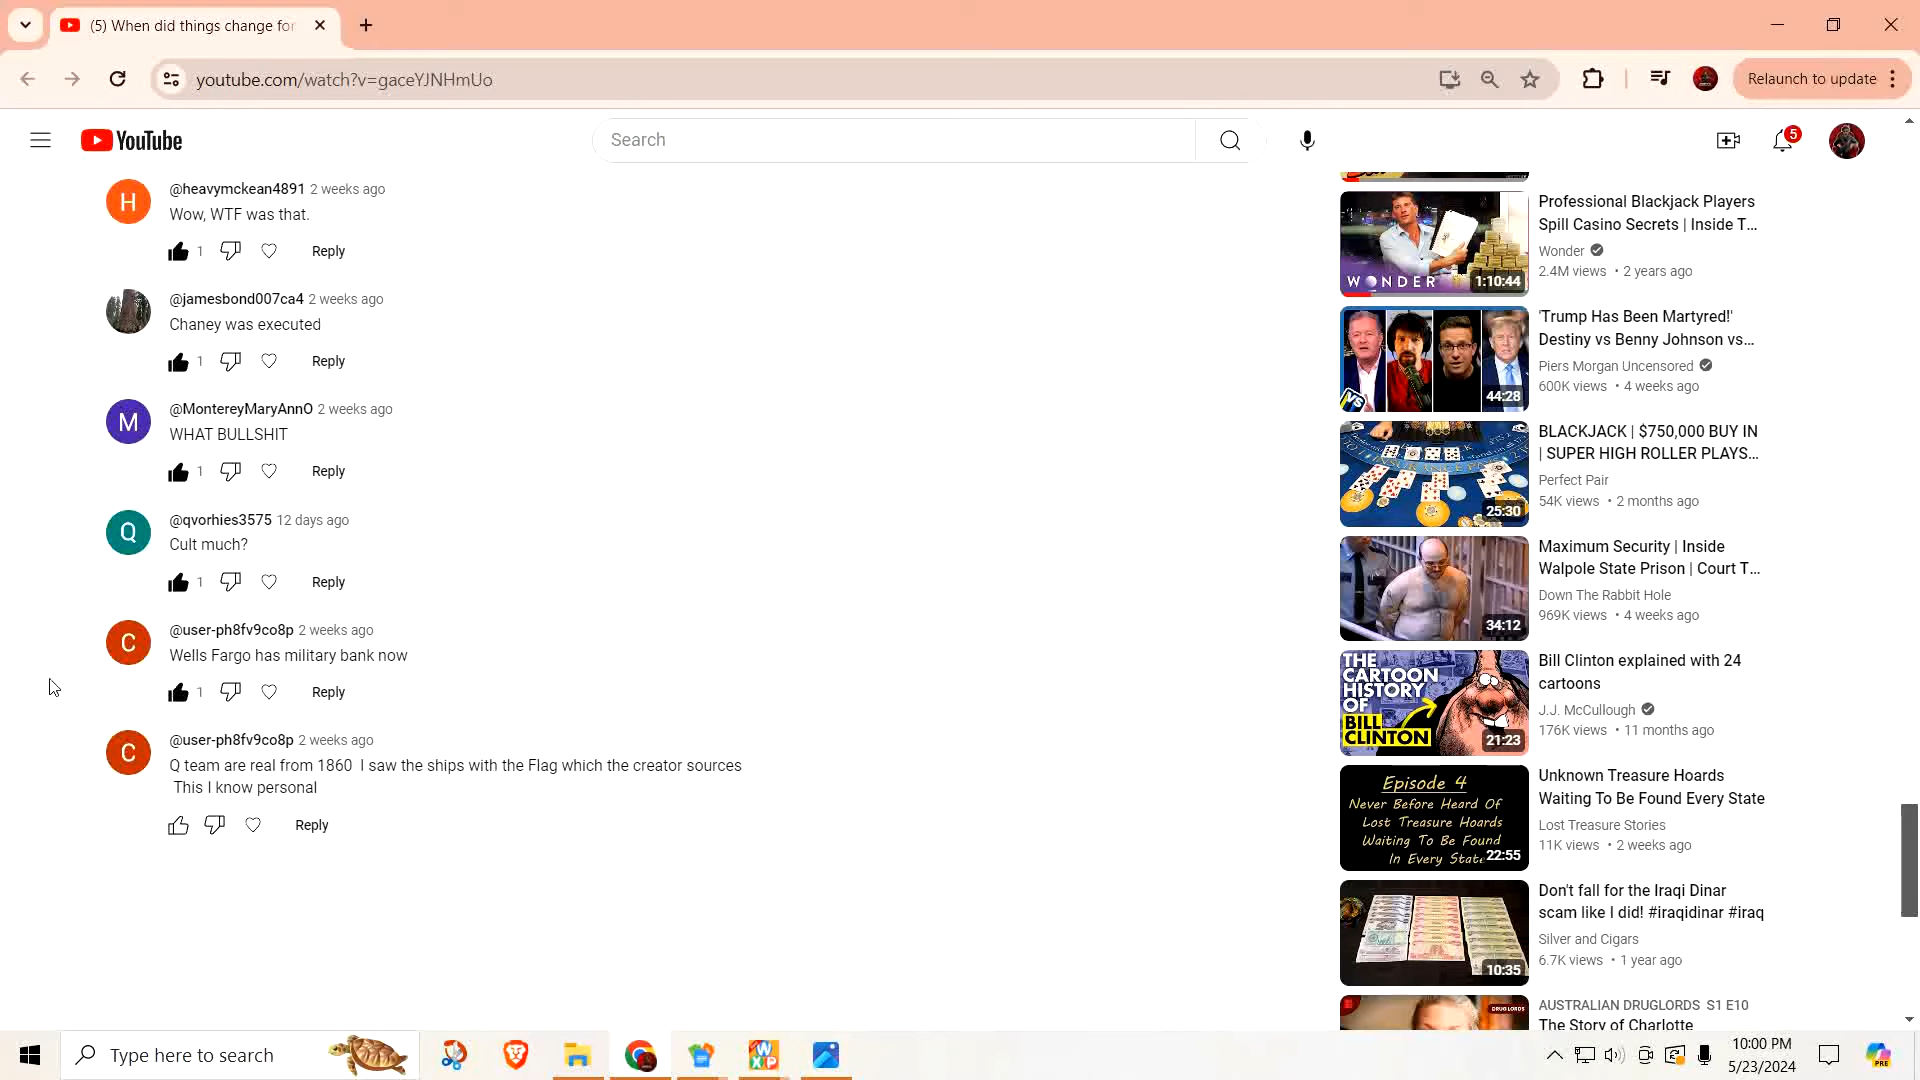 (5) When did things change for
youtube.com/watch?v=gaceYJNHmUo
Relaunch to update
YouTube
Search
5
H
@heavymckean4891 2 weeks ago
Wow, WTF was that.
1
Reply
@jamesbond007ca4 2 weeks ago
Chaney was executed
1
Reply
M
@MontereyMaryAnnO 2 weeks ago
WHAT BULLSHIT
1
Reply
Q
@qvorhies3575 12 days ago
Cult much?
1
Reply
C
@user-ph8fv9co8p 2 weeks ago
Wells Fargo has military bank now
1
Reply
C
@user-ph8fv9co8p 2 weeks ago
Q team are real from 1860 I saw the ships with the Flag which the creator sources
This I know personal
Reply
WONDER
1:10:44
Professional Blackjack Players
Spill Casino Secrets | Inside T...
Wonder
2.4M views • 2 years ago
VS
44:28
'Trump Has Been Martyred!'
Destiny vs Benny Johnson vs...
Piers Morgan Uncensored
600K views • 4 weeks ago
25:30
BLACKJACK | $750,000 BUY IN
| SUPER HIGH ROLLER PLAYS...
Perfect Pair
54K views • 2 months ago
34:12
Maximum Security | Inside
Walpole State Prison | Court T...
Down The Rabbit Hole
969K views • 4 weeks ago
THE
CARTOON
HISTORY
OF
BILL
CLINTON
21:23
Bill Clinton explained with 24
cartoons
J.J. McCullough
176K views • 11 months ago
Episode 4
Never Before Heard Of
Lost Treasure Hoards
Waiting To Be Found
In Every State
22:55
Unknown Treasure Hoards
Waiting To Be Found Every State
Lost Treasure Stories
11K views • 2 weeks ago
10:35
Don't fall for the Iraqi Dinar
scam like I did! #iraqidinar #iraq
Silver and Cigars
6.7K views • 1 year ago
DRUGLORDS
AUSTRALIAN DRUGLORDS S1 E10
The Story of Charlotte
Type here to search
W
XP
10:00 PM
5/23/2024
PRE